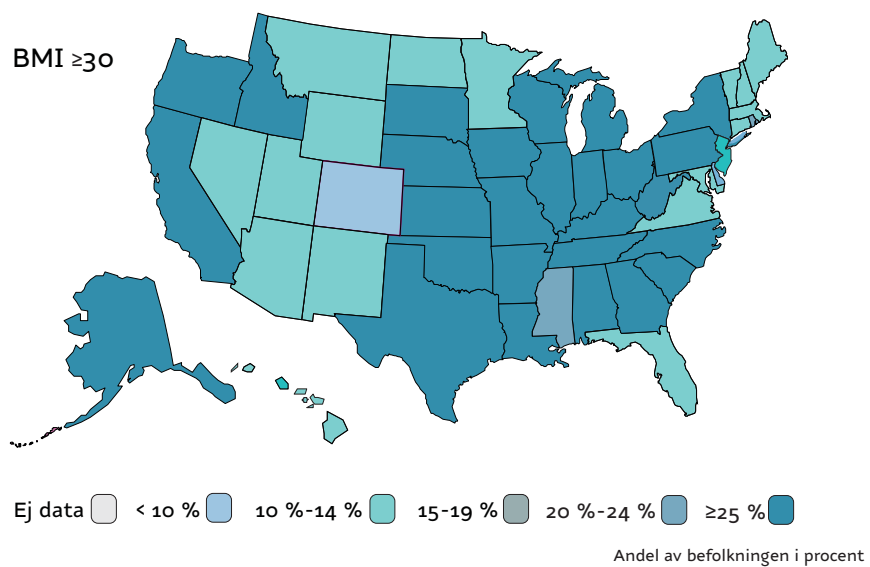 BMI ≥30
Ej data < 10 % 10 %-14 % 15-19 % 20 %-24 % ≥25 %
Andel av befolkningen i procent